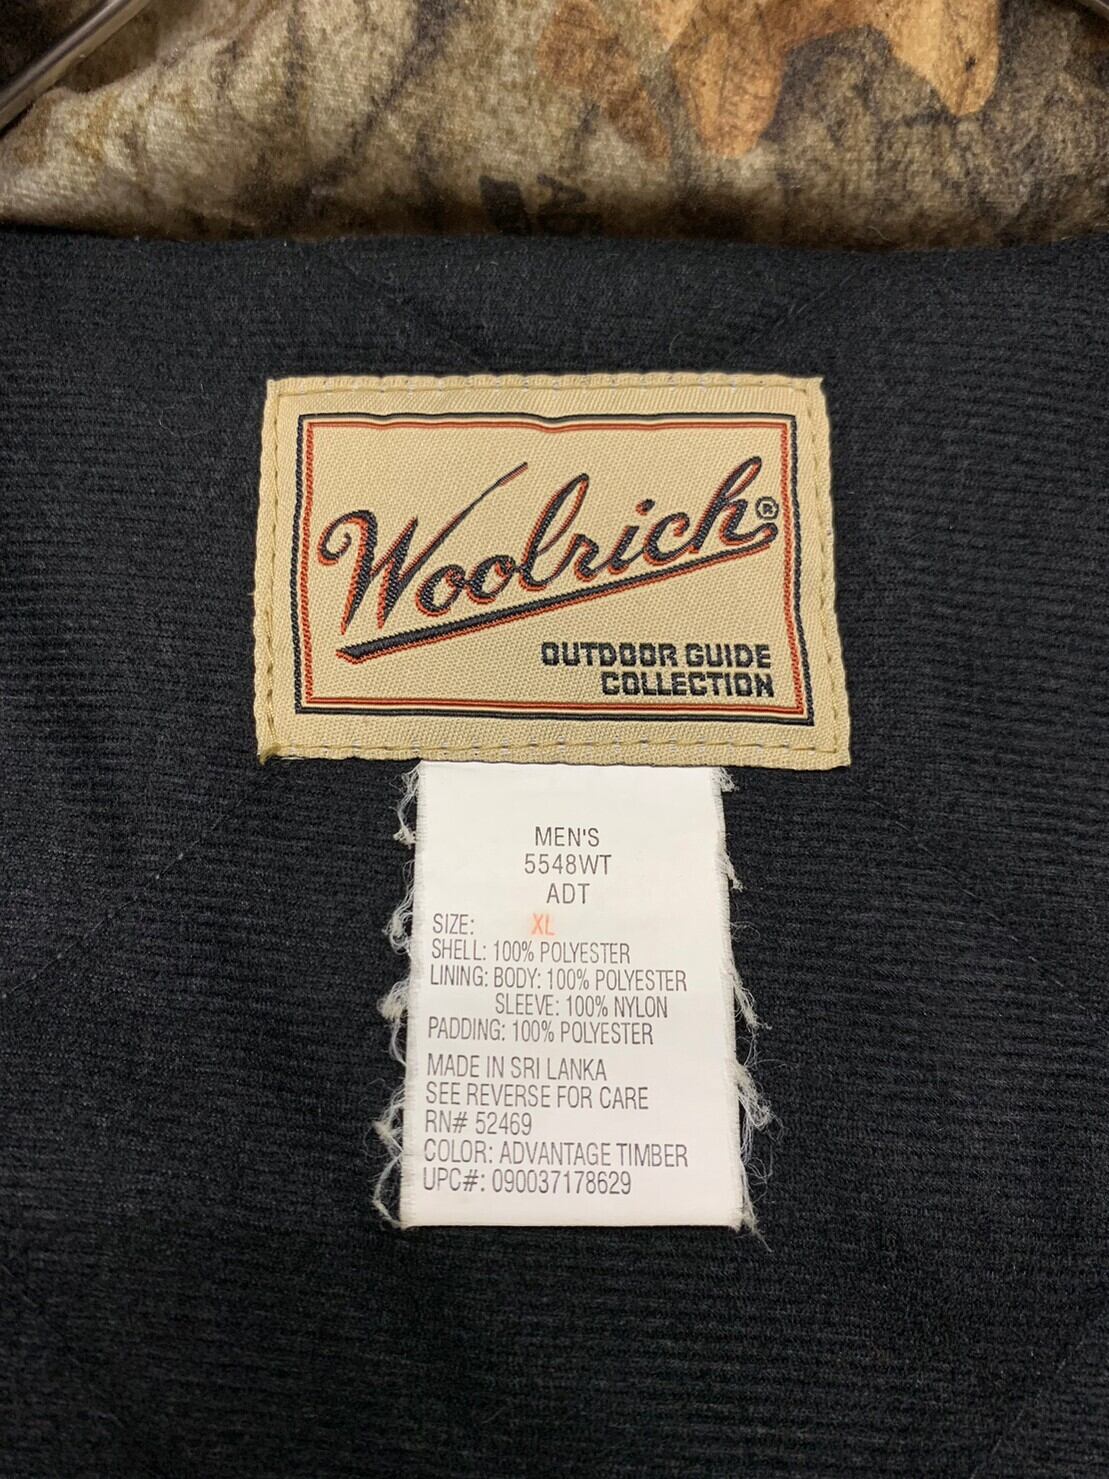 Woolrich®
OUTDOOR GUIDE
COLLECTION
MEN'S
5548WT
ADT
SIZE: XL
SHELL: 100% POLYESTER
LINING: BODY: 100% POLYESTER
SLEEVE: 100% NYLON
PADDING: 100% POLYESTER
MADE IN SRI LANKA
SEE REVERSE FOR CARE
RN# 52469
COLOR: ADVANTAGE TIMBER
UPC#: 090037178629